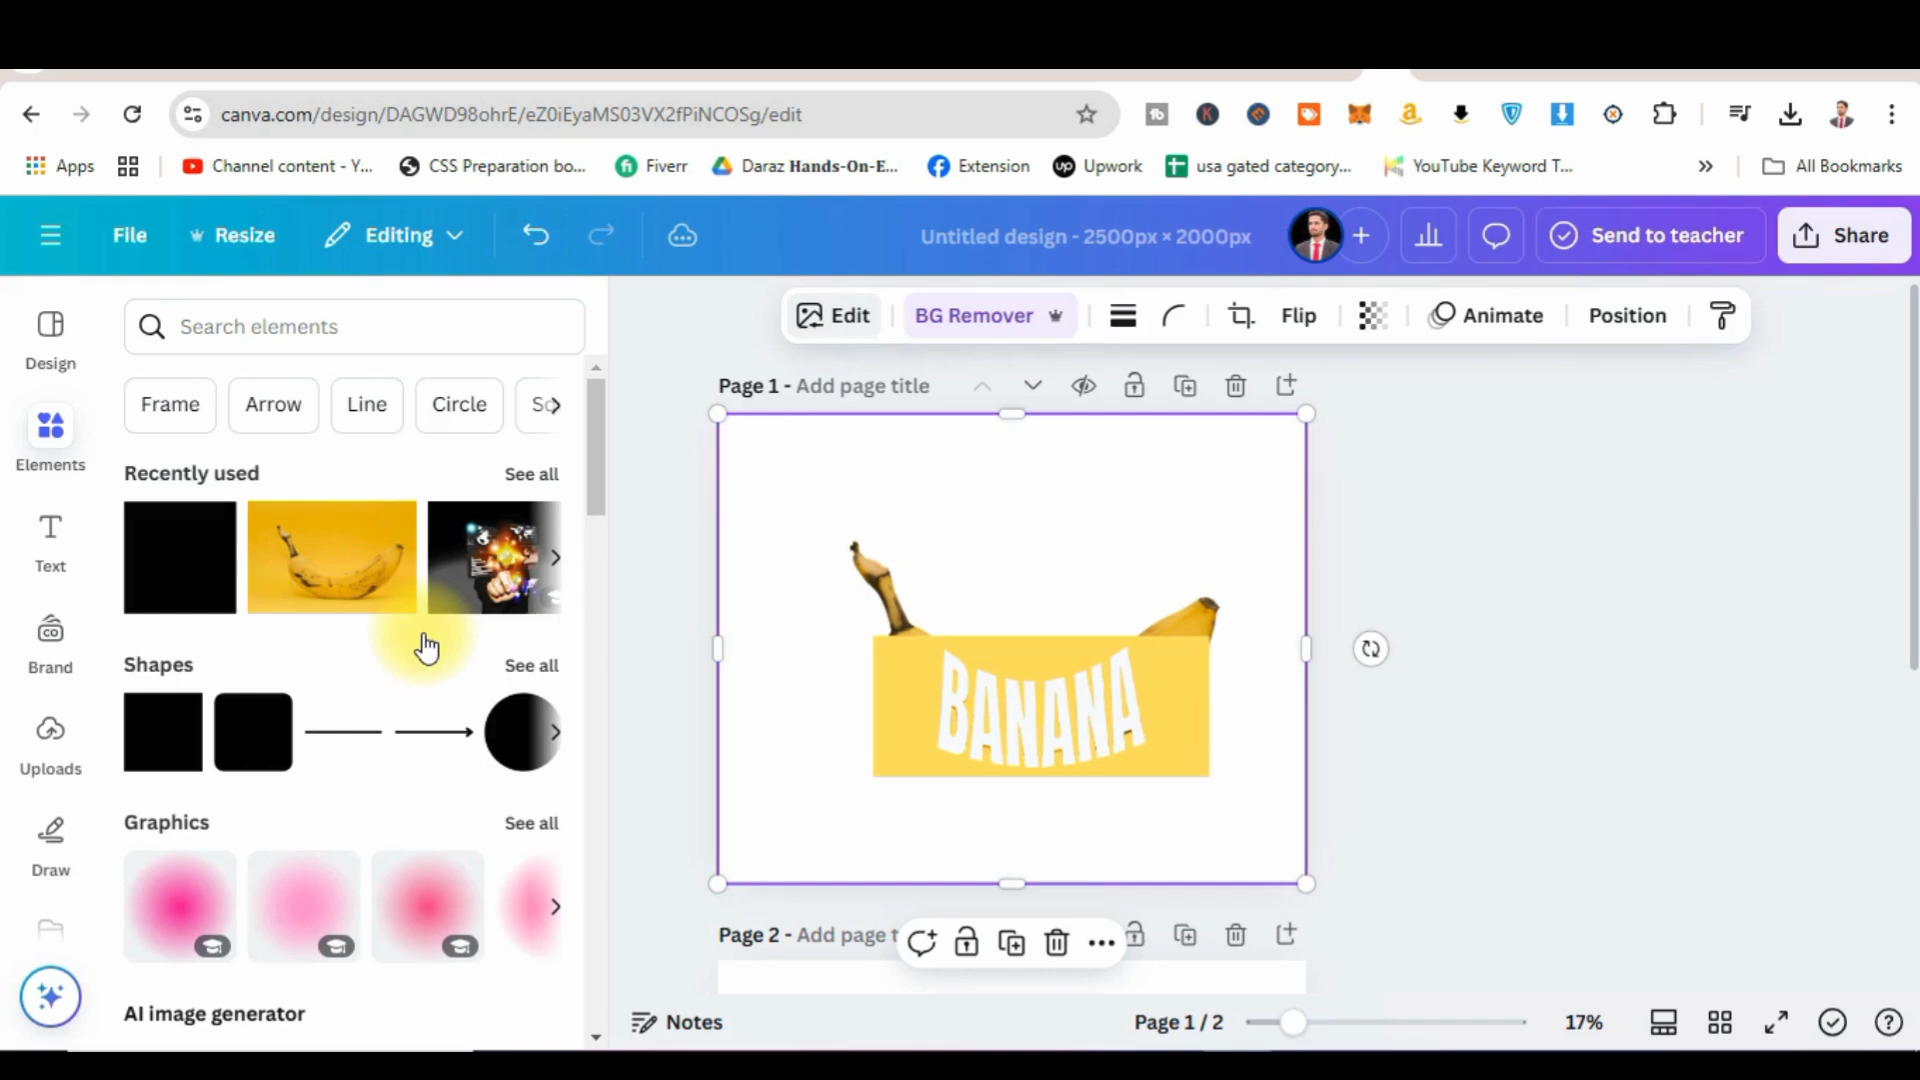 canva.com/design/DAGWD98ohrE/eZ0iEyaMS03VX2fPiNCOSg/edit
Apps
Channel content - Y...
CSS Preparation bo...
Fiverr
Daraz Hands-On-E...
Extension
Upwork
usa gated category...
YouTube Keyword T...
All Bookmarks
File
Resize
Editing
Untitled design - 2500px × 2000px
Send to teacher
Share
Design
Elements
Text
Brand
Uploads
Draw
Search elements
Frame
Arrow
Line
Circle
Recently used
See all
Shapes
See all
Graphics
See all
AI image generator
Edit
BG Remover
Flip
Animate
Position
Page 1 - Add page title
BANANA
Page 2 - Add page t
Notes
Page 1 / 2
17%